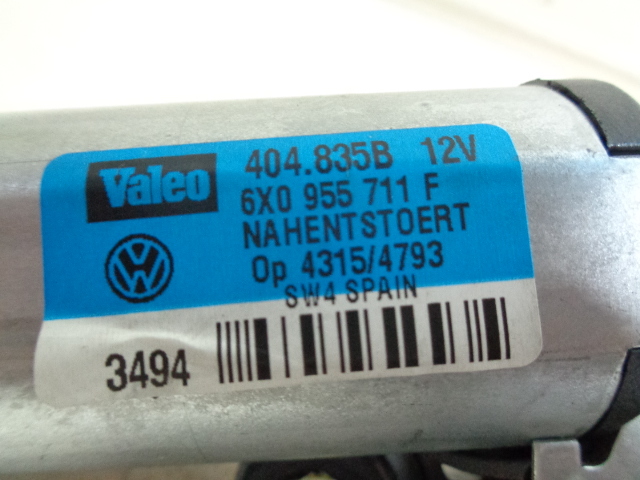 Valeo
404.835B 12V
6X0 955 711 F
NAHENTSTOERT
Op 4315/4793
SW4 SPAIN
3494